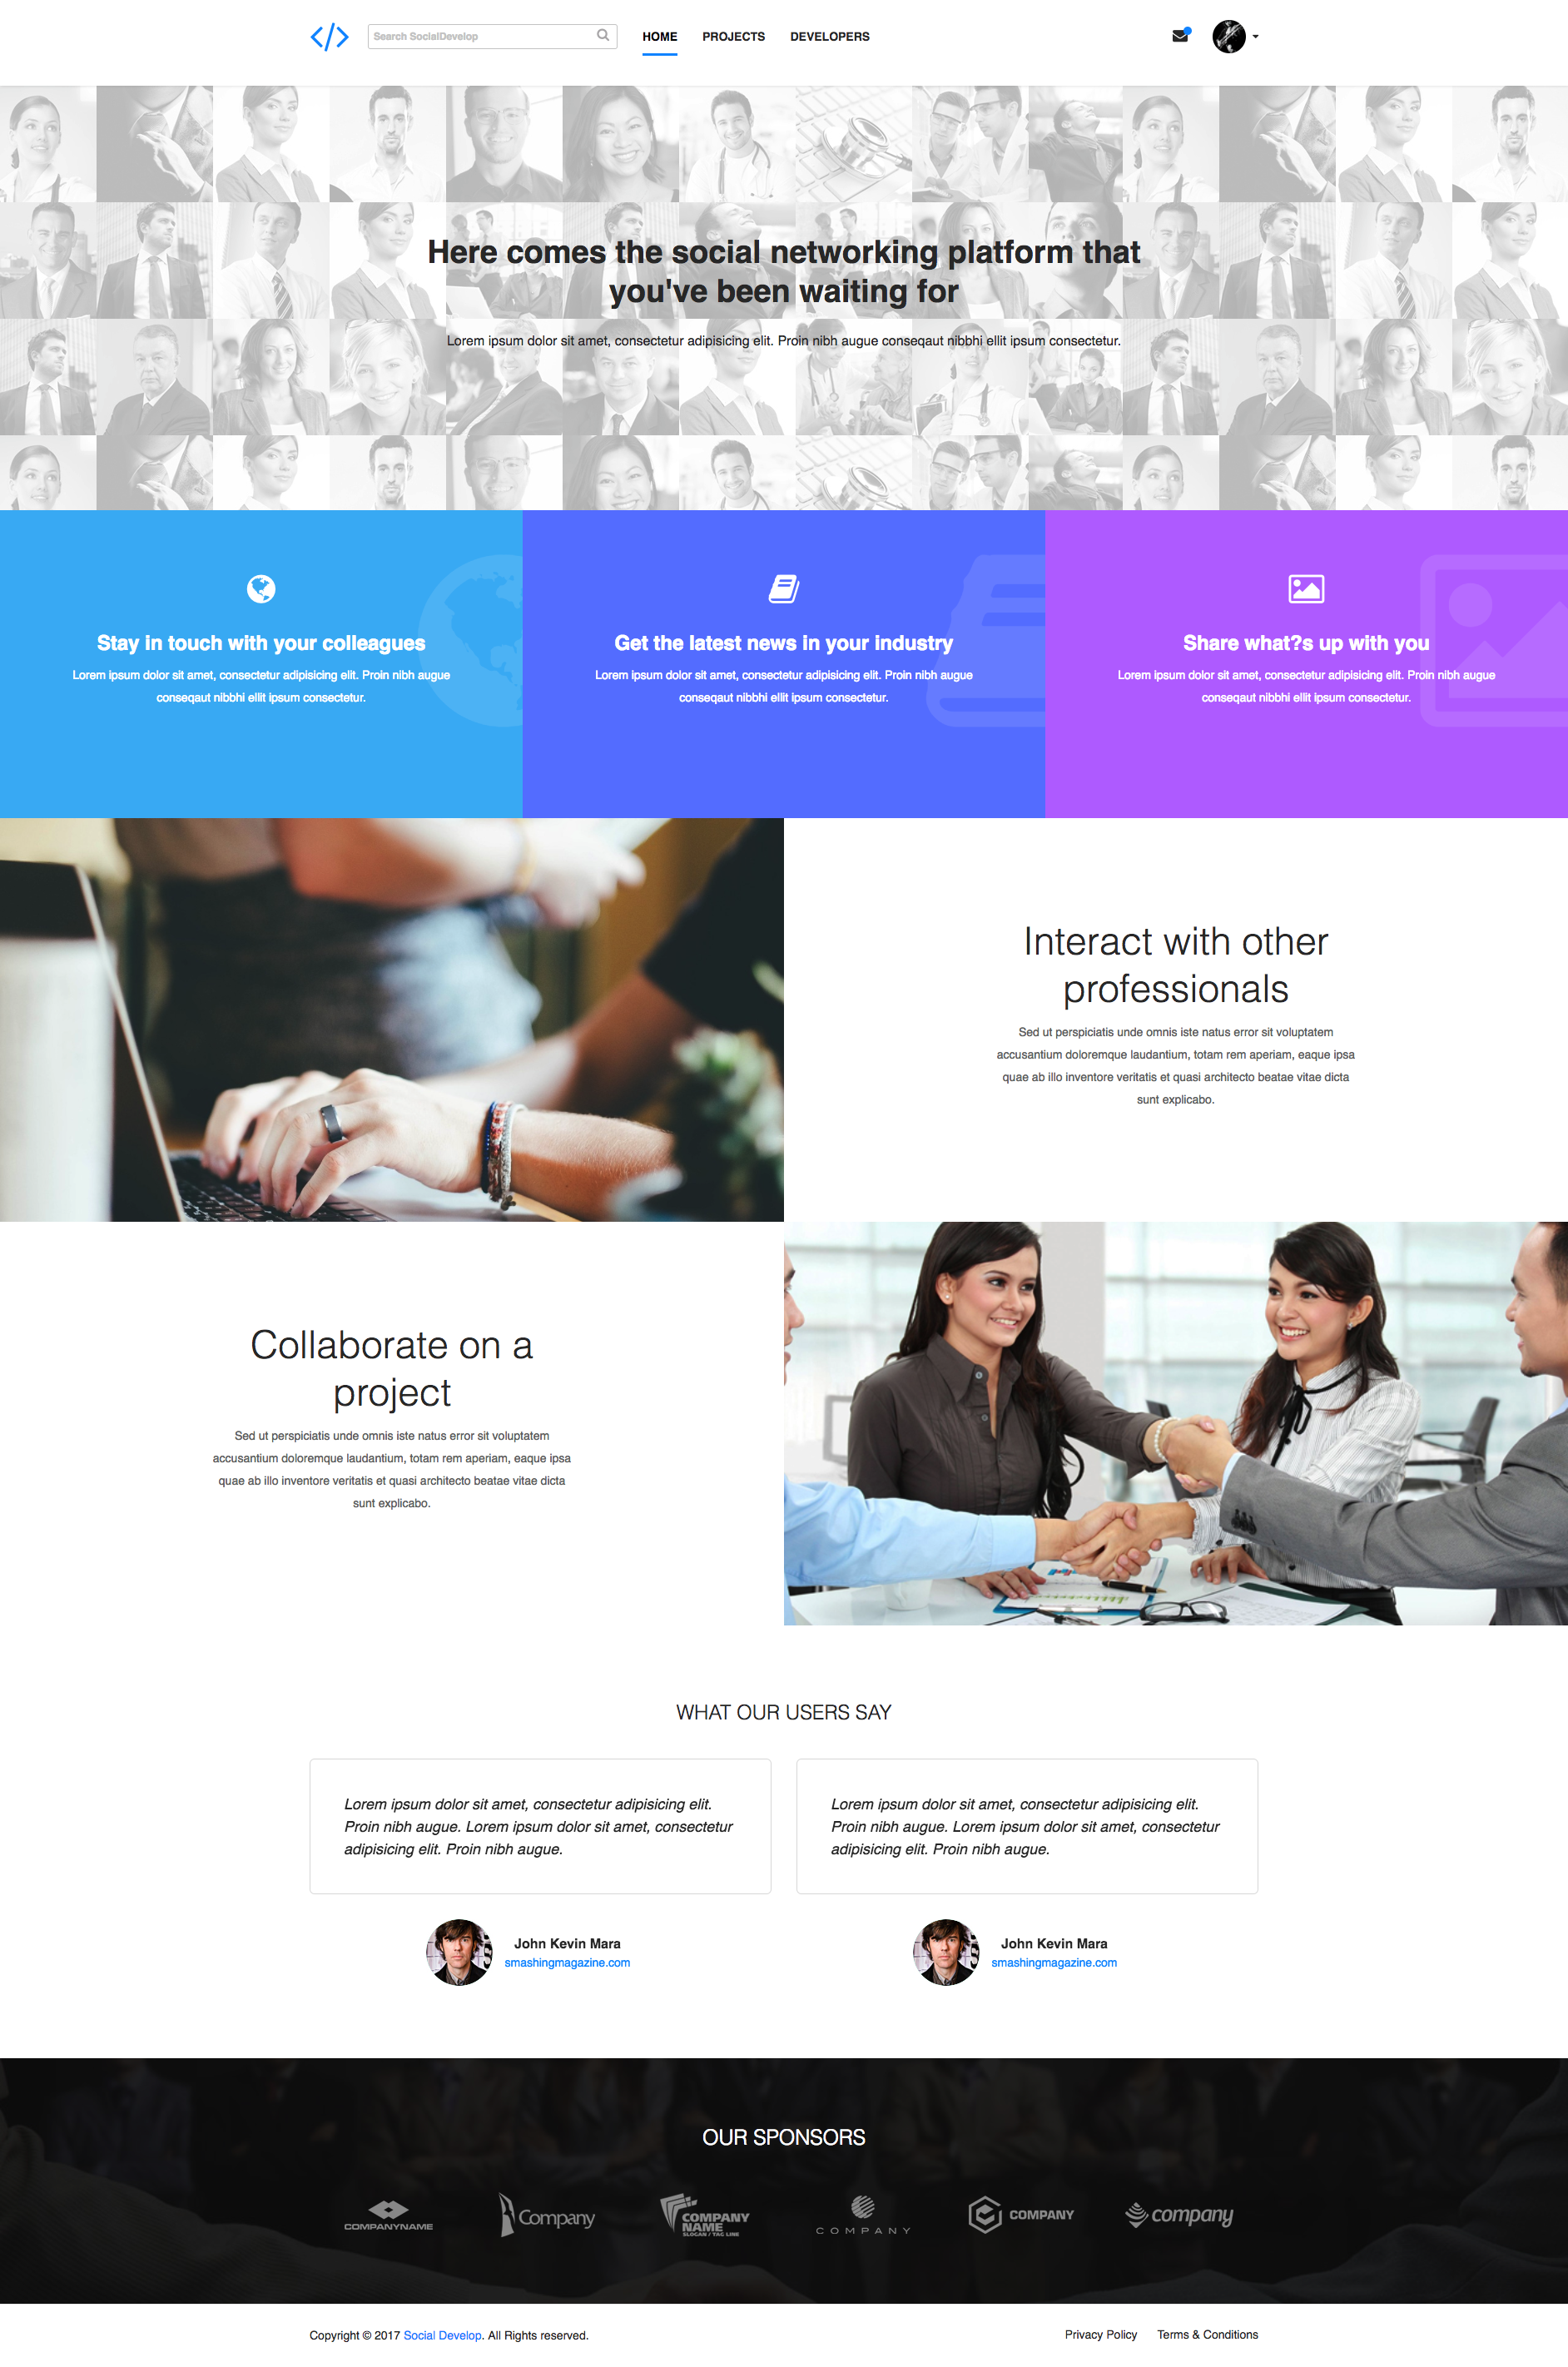 Search SocialDevelop
HOME PROJECTS DEVELOPERS
Here comes the social networking platform that
you've been waiting for
Lorem ipsum dolor sit amet, consectetur adipisicing elit. Proin nibh augue conseqaut nibbhi ellit ipsum consectetur.
Stay in touch with your colleagues
Lorem ipsum dolor sit amet, consectetur adipisicing elit. Proin nibh augue
conseqaut nibbhi ellit ipsum consectetur.
Get the latest news in your industry
Lorem ipsum dolor sit amet, consectetur adipisicing elit. Proin nibh augue
conseqaut nibbhi ellit ipsum consectetur.
Share what?s up with you
Lorem ipsum dolor sit amet, consectetur adipisicing elit. Proin nibh augue
conseqaut nibbhi ellit ipsum consectetur.
Interact with other
professionals
Sed ut perspiciatis unde omnis iste natus error sit voluptatem
accusantium doloremque laudantium, totam rem aperiam, eaque ipsa
quae ab illo inventore veritatis et quasi architecto beatae vitae dicta
sunt explicabo.
Collaborate on a
project
Sed ut perspiciatis unde omnis iste natus error sit voluptatem
accusantium doloremque laudantium, totam rem aperiam, eaque ipsa
quae ab illo inventore veritatis et quasi architecto beatae vitae dicta
sunt explicabo.
WHAT OUR USERS SAY
Lorem ipsum dolor sit amet, consectetur adipisicing elit.
Proin nibh augue. Lorem ipsum dolor sit amet, consectetur
adipisicing elit. Proin nibh augue.
John Kevin Mara
smashingmagazine.com
Lorem ipsum dolor sit amet, consectetur adipisicing elit.
Proin nibh augue. Lorem ipsum dolor sit amet, consectetur
adipisicing elit. Proin nibh augue.
John Kevin Mara
smashingmagazine.com
OUR SPONSORS
COMPANYNAME
Company
COMPANY
NAME
SLOGAN / TAG LINE
COMPANY
COMPANY
company
Copyright © 2017 Social Develop. All Rights reserved.
Privacy Policy Terms & Conditions